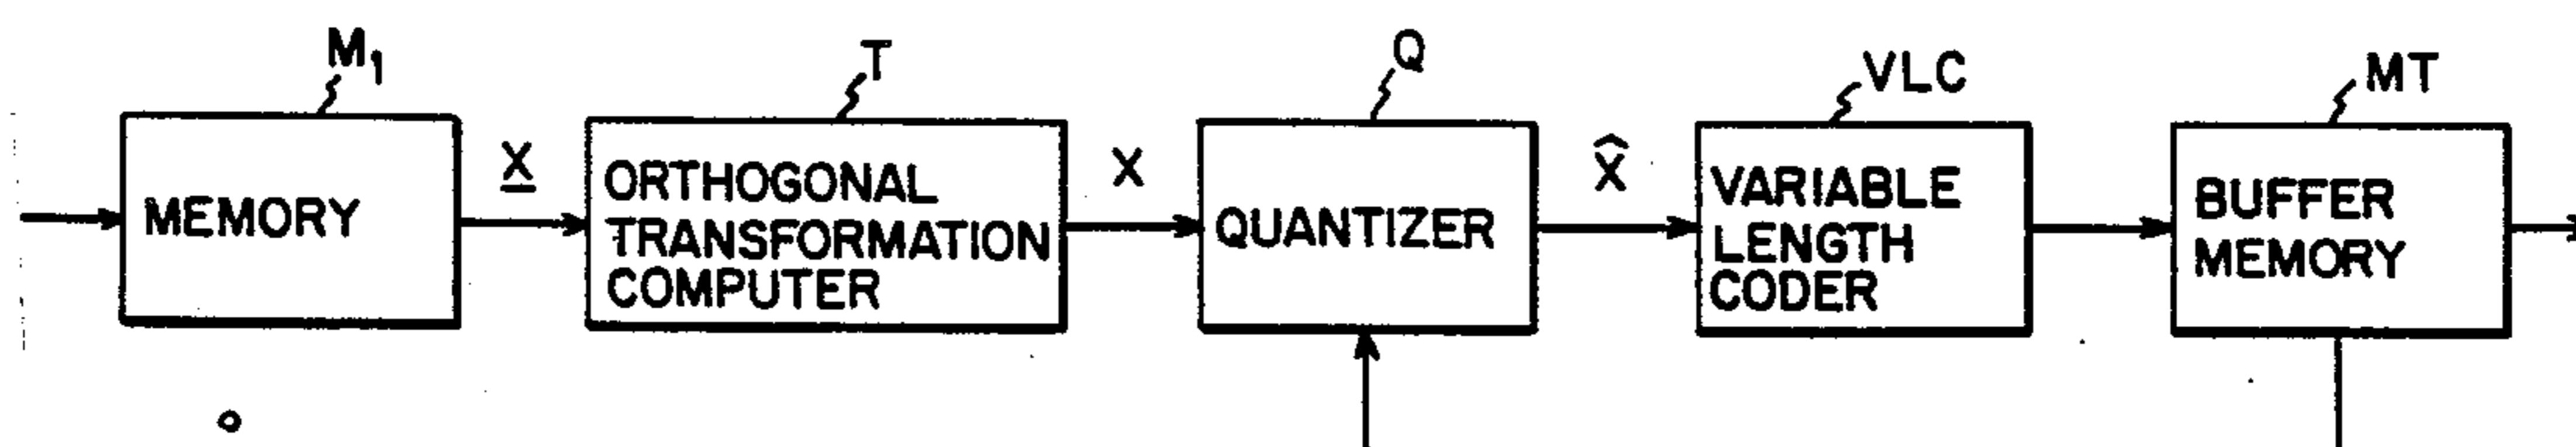 M1
T
Q
VLC
MT
X
X
X̂
MEMORY
ORTHOGONAL
TRANSFORMATION
COMPUTER
QUANTIZER
VARIABLE
LENGTH
CODER
BUFFER
MEMORY